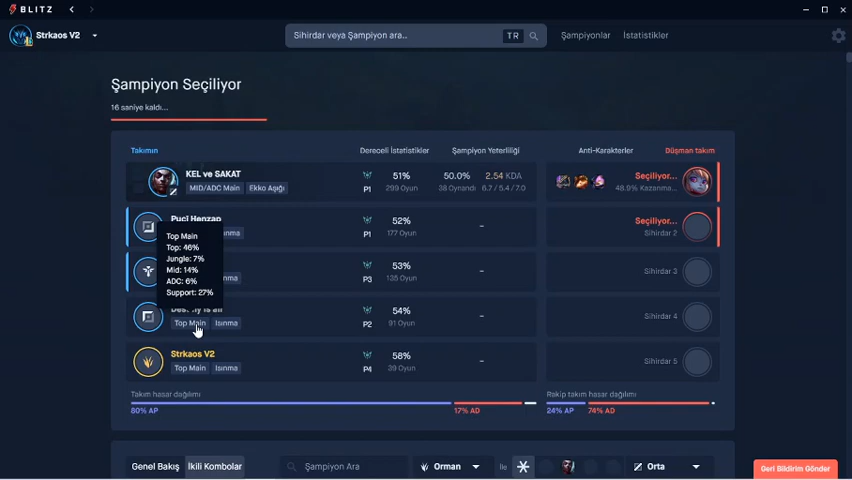 BLITZ
Strkaos V2
Sihirdar veya Şampiyon ara..
TR
Şampiyonlar
İstatistikler
Şampiyon Seçiliyor
16 saniye kaldı...
Takımın
Dereceli İstatistikler
Şampiyon Yeterliliği
Anti-Karakterler
Düşman takım
KEL ve SAKAT
MID/ADC Main
Ekko Aşığı
P1
51%
299 Oyun
50.0%
38 Oynandı
2.54 KDA
6.7 / 5.4 / 7.0
Seçiliyor...
48.9% Kazanma...
P1
52%
177 Oyun
-
Seçiliyor...
Sihirdar 2
Top Main
Top: 46%
Jungle: 7%
Mid: 14%
ADC: 6%
Support: 27%
P3
53%
135 Oyun
-
Sihirdar 3
Top Main
Isınma
P2
54%
91 Oyun
-
Sihirdar 4
Strkaos V2
Top Main
Isınma
P4
58%
39 Oyun
-
Sihirdar 5
Takım hasar dağılımı
80% AP
17% AD
Rakip takım hasar dağılımı
24% AP
74% AD
Genel Bakış
İkili Kombolar
Şampiyon Ara
Orman
ile
Orta
Geri Bildirim Gönder